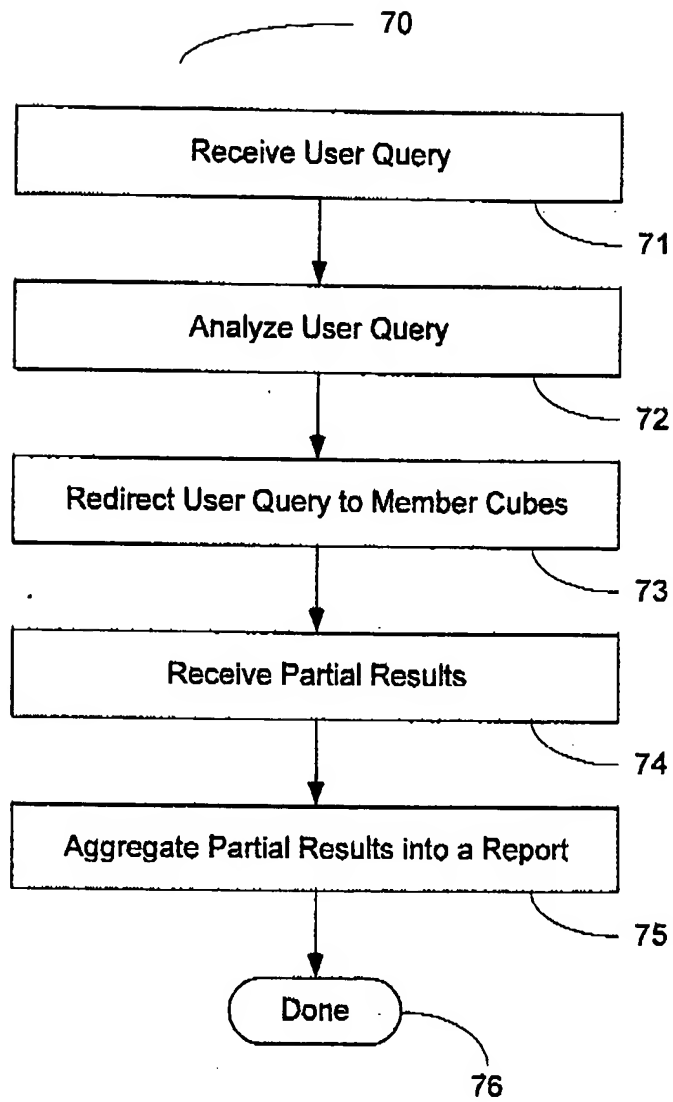 70
Receive User Query
71
Analyze User Query
72
Redirect User Query to Member Cubes
73
Receive Partial Results
74
Aggregate Partial Results into a Report
75
Done
76